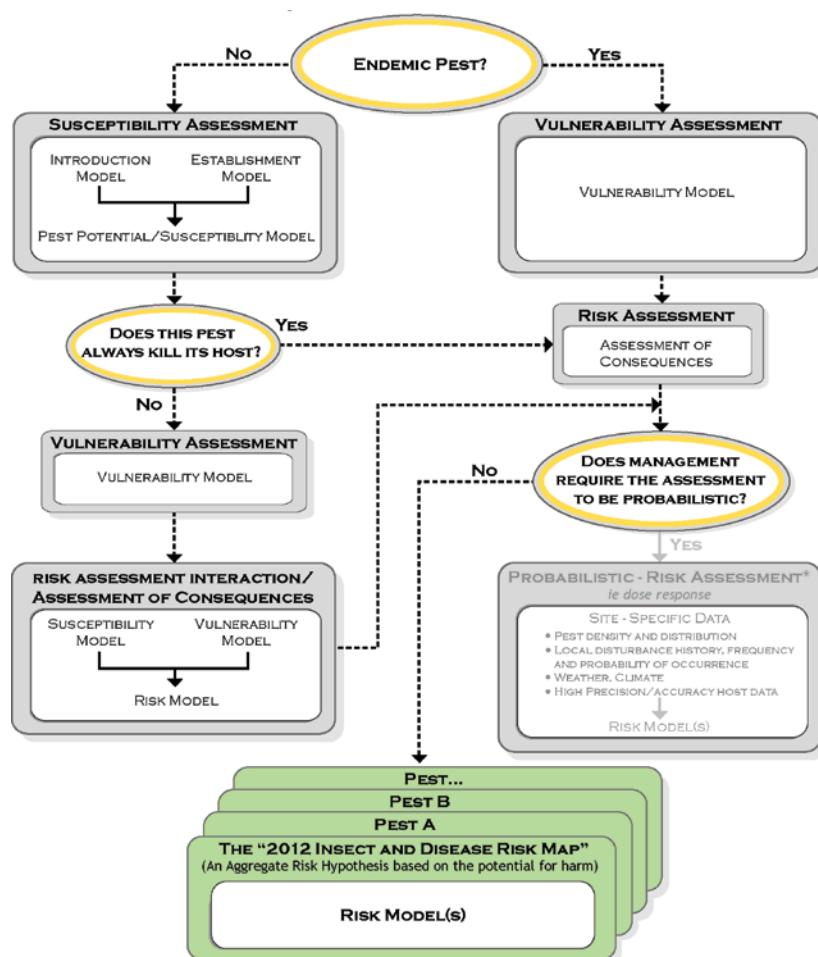 ENDEMIC PEST?
NO
YES
SUSCEPTIBILITY ASSESSMENT
INTRODUCTION
MODEL
ESTABLISHMENT
MODEL
PEST POTENTIAL/SUSCEPTIBLITY MODEL
VULNERABILITY ASSESSMENT
VULNERABILITY MODEL
DOES THIS PEST
ALWAYS KILL ITS HOST?
YES
NO
RISK ASSESSMENT
ASSESSMENT OF
CONSEQUENCES
VULNERABILITY ASSESSMENT
VULNERABILITY MODEL
DOES MANAGEMENT
REQUIRE THE ASSESSMENT
TO BE PROBABILISTIC?
NO
YES
RISK ASSESSMENT INTERACTION/
ASSESSMENT OF CONSEQUENCES
SUSCEPTIBILITY
MODEL
VULNERABILITY
MODEL
RISK MODEL
PROBABILISTIC - RISK ASSESSMENT*
ie dose response
SITE - SPECIFIC DATA
• PEST DENSITY AND DISTRIBUTION
• LOCAL DISTURBANCE HISTORY, FREQUENCY
AND PROBABILITY OF OCCURRENCE
• WEATHER, CLIMATE
• HIGH PRECISION/ACCURACY HOST DATA
RISK MODEL(S)
PEST...
PEST B
PEST A
THE "2012 INSECT AND DISEASE RISK MAP"
(An Aggregate Risk Hypothesis based on the potential for harm)
RISK MODEL(S)